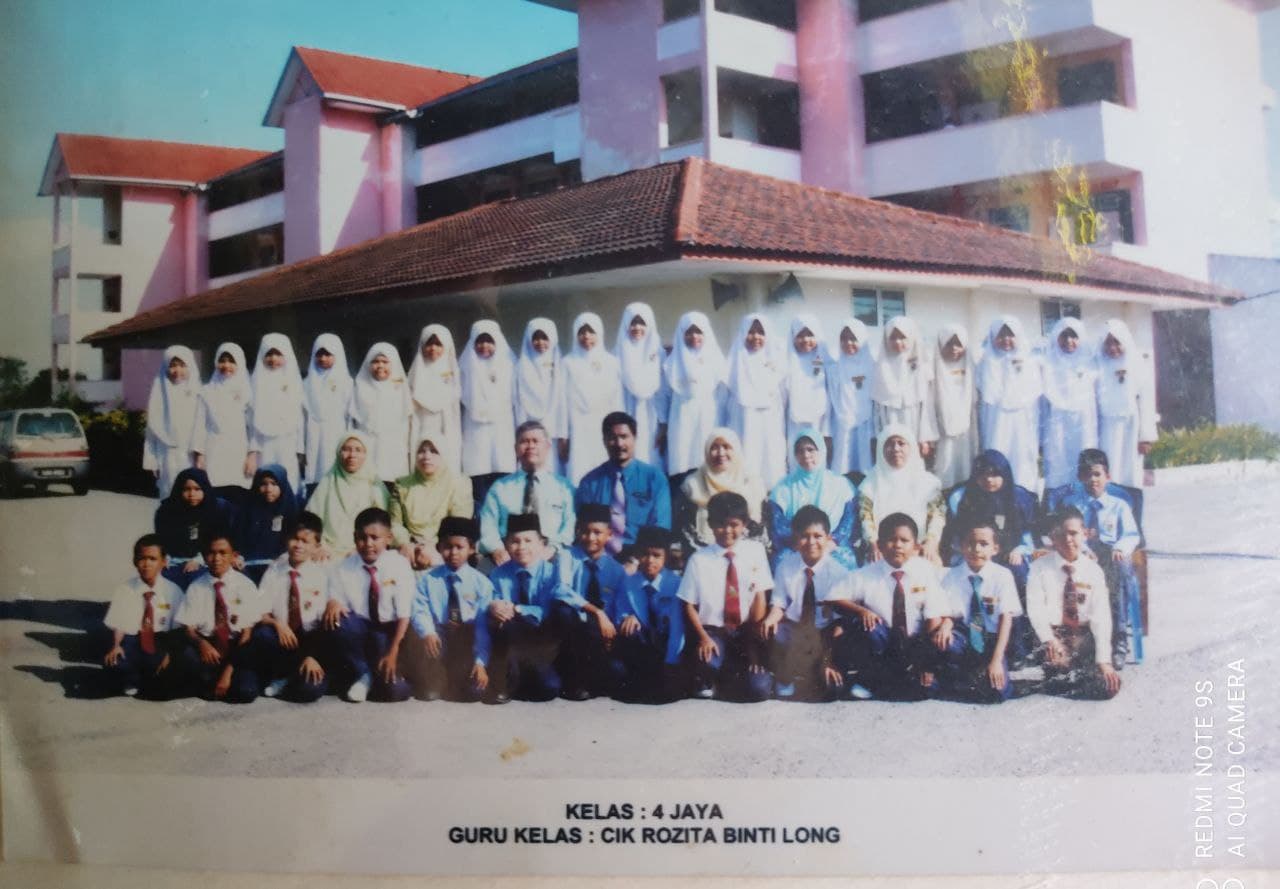 KELAS : 4 JAYA
GURU KELAS : CIK ROZITA BINTI LONG
REDMI NOTE 9S
AI QUAD CAMERA